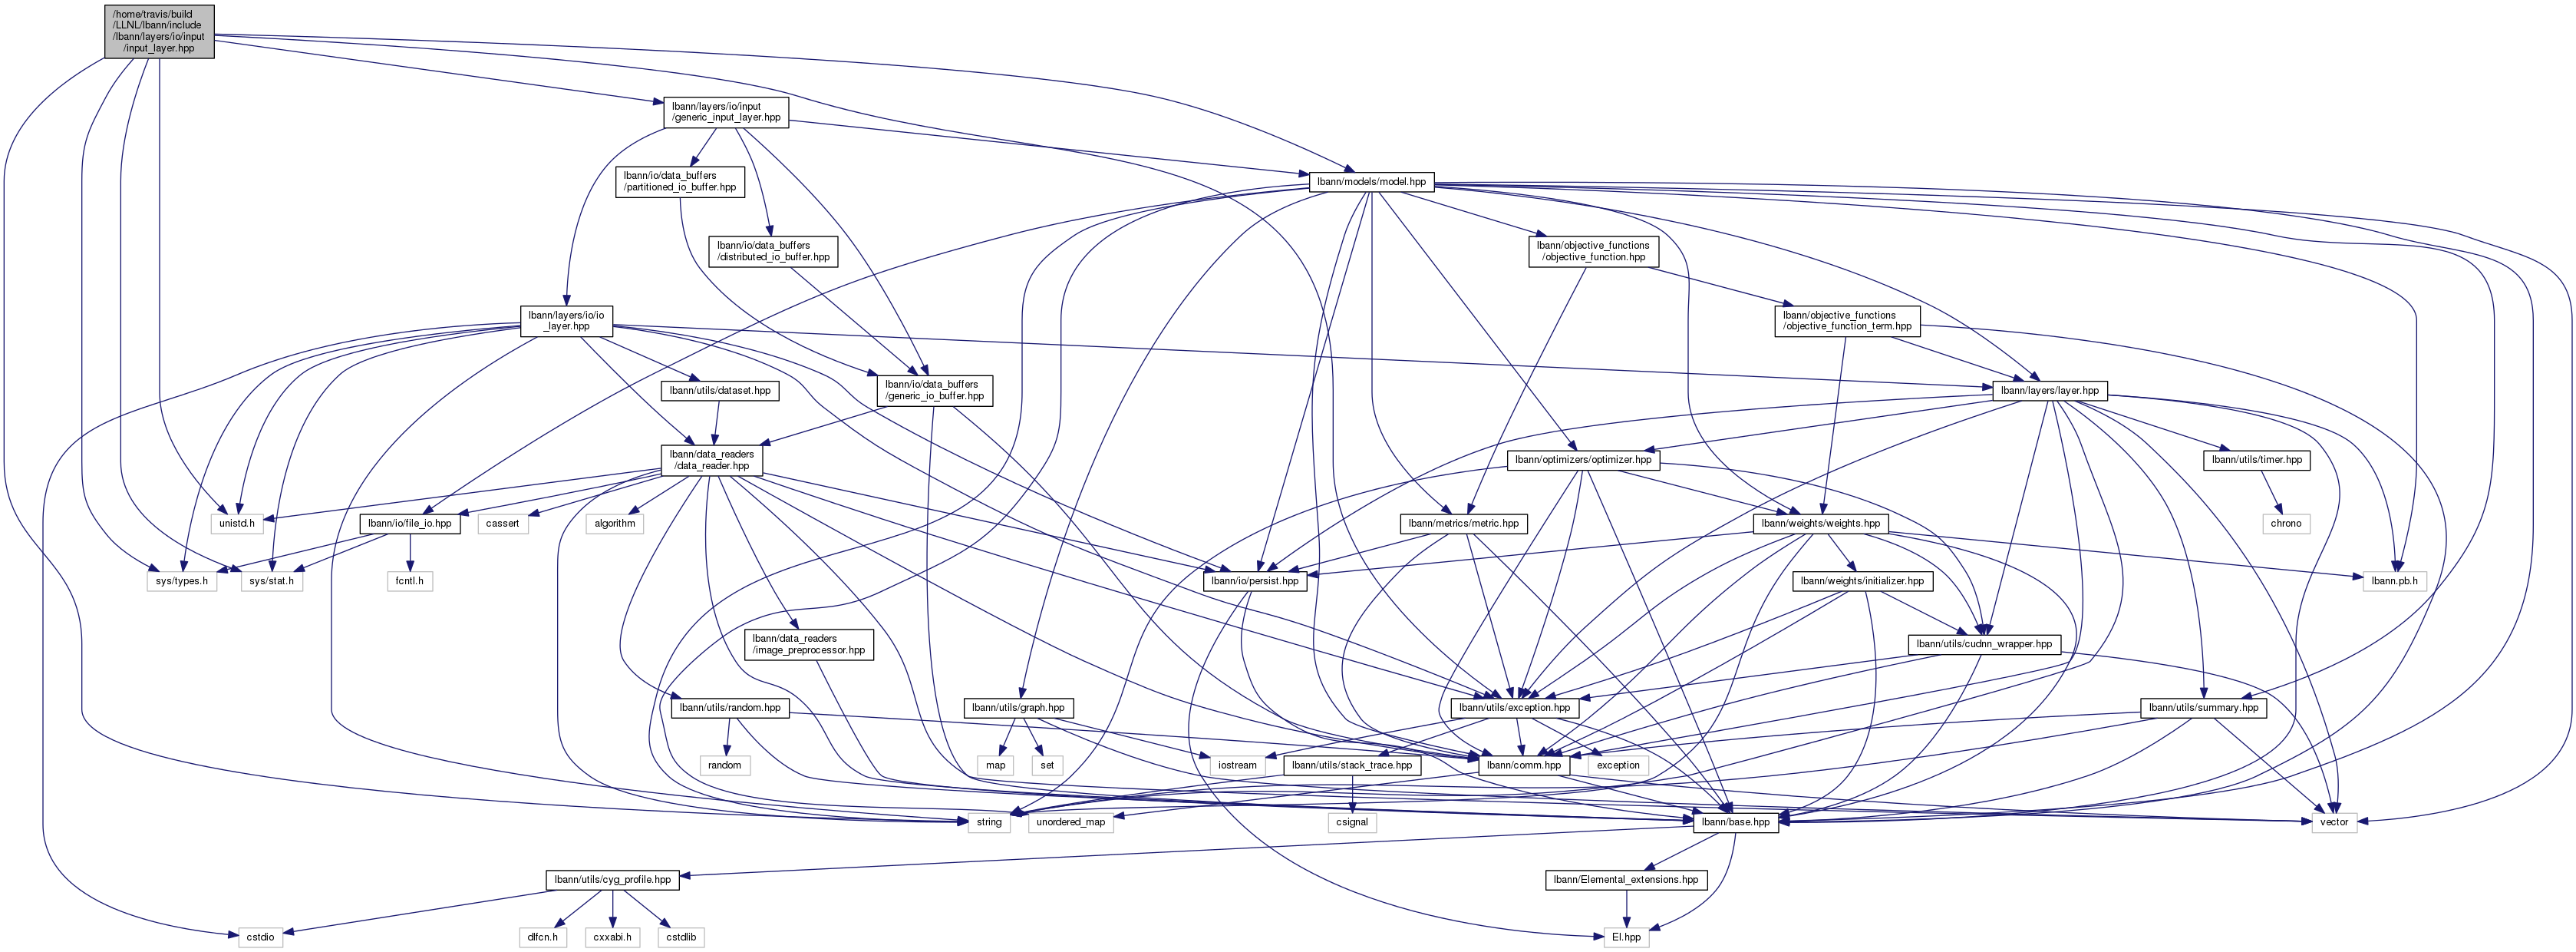 /home/travis/build
/LLNL/lbann/include
/lbann/layers/io/input
/input_layer.hpp
lbann/layers/io/input
/generic_input_layer.hpp
lbann/io/data_buffers
/partitioned_io_buffer.hpp
lbann/models/model.hpp
lbann/io/data_buffers
/distributed_io_buffer.hpp
lbann/objective_functions
/objective_function.hpp
lbann/layers/io/io
_layer.hpp
lbann/objective_functions
/objective_function_term.hpp
lbann/utils/dataset.hpp
lbann/io/data_buffers
/generic_io_buffer.hpp
lbann/layers/layer.hpp
lbann/data_readers
/data_reader.hpp
lbann/optimizers/optimizer.hpp
lbann/utils/timer.hpp
unistd.h
lbann/io/file_io.hpp
cassert
algorithm
lbann/metrics/metric.hpp
lbann/weights/weights.hpp
chrono
sys/types.h
sys/stat.h
fcntl.h
lbann/io/persist.hpp
lbann/weights/initializer.hpp
lbann.pb.h
lbann/data_readers
/image_preprocessor.hpp
lbann/utils/cudnn_wrapper.hpp
lbann/utils/random.hpp
lbann/utils/graph.hpp
lbann/utils/exception.hpp
lbann/utils/summary.hpp
random
map
set
iostream
lbann/utils/stack_trace.hpp
lbann/comm.hpp
exception
string
unordered_map
csignal
lbann/base.hpp
vector
lbann/utils/cyg_profile.hpp
lbann/Elemental_extensions.hpp
cstdio
dlfcn.h
cxxabi.h
cstdlib
El.hpp